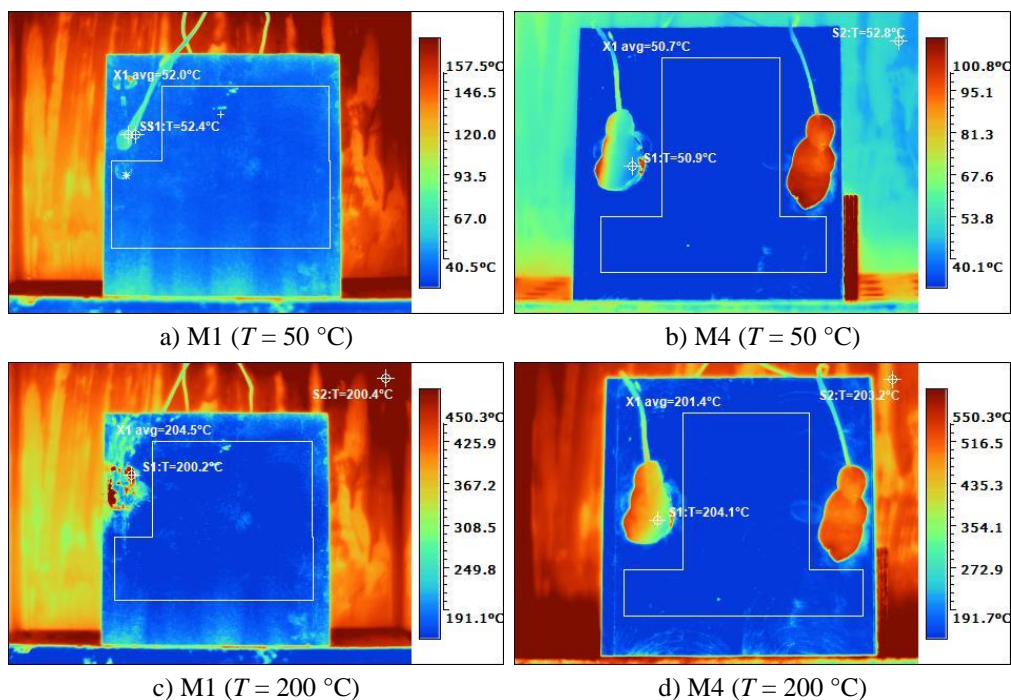 X1 avg=52.0°C
SS1:T=52.4°C
157.5°C
146.5
120.0
93.5
67.0
40.5°C
a) M1 (T = 50 °C)
X1 avg=50.7°C
S2:T=52.8°C
S1:T=50.9°C
100.8°C
95.1
81.3
67.6
53.8
40.1°C
b) M4 (T = 50 °C)
S2:T=200.4°C
X1 avg=204.5°C
S1:T=200.2°C
450.3°C
425.9
367.2
308.5
249.8
191.1°C
c) M1 (T = 200 °C)
X1 avg=201.4°C
S2:T=203.2°C
S1:T=204.1°C
550.3°C
516.5
435.3
354.1
272.9
191.7°C
d) M4 (T = 200 °C)